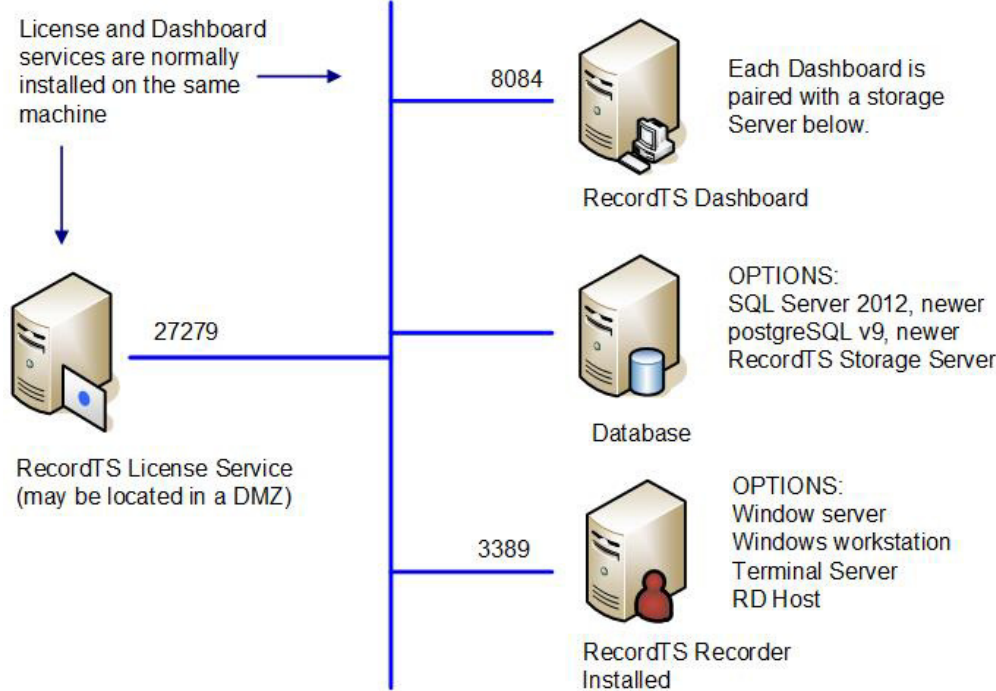 License and Dashboard
services are normally
installed on the same
machine
8084
Each Dashboard is
paired with a storage
Server below.
RecordTS Dashboard
27279
OPTIONS:
SQL Server 2012, newer
postgreSQL v9, newer
RecordTS Storage Server
Database
RecordTS License Service
(may be located in a DMZ)
3389
OPTIONS:
Window server
Windows workstation
Terminal Server
RD Host
RecordTS Recorder
Installed